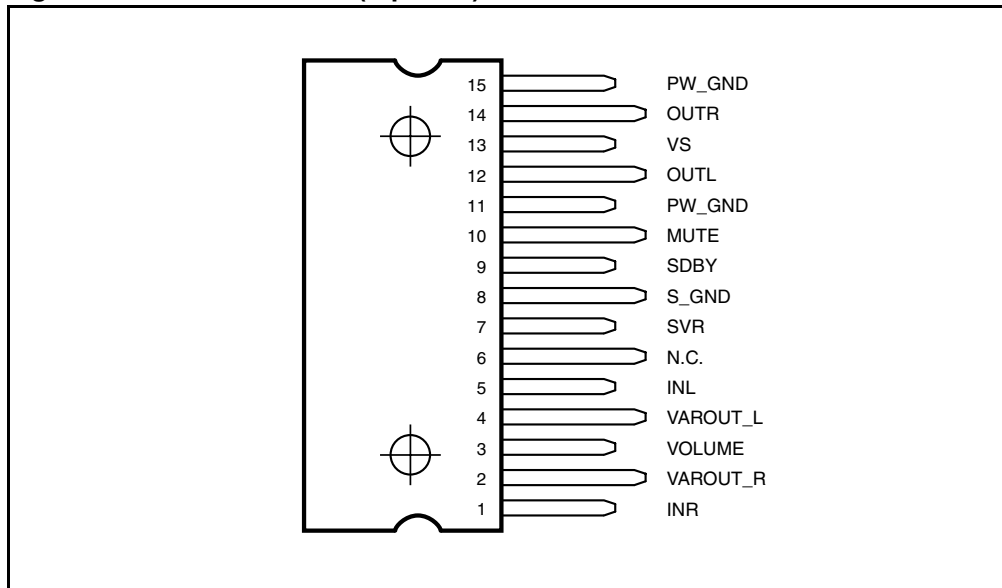 15 PW_GND
14 OUTR
13 VS
12 OUTL
11 PW_GND
10 MUTE
9 SDBY
8 S_GND
7 SVR
6 N.C.
5 INL
4 VAROUT_L
3 VOLUME
2 VAROUT_R
1 INR